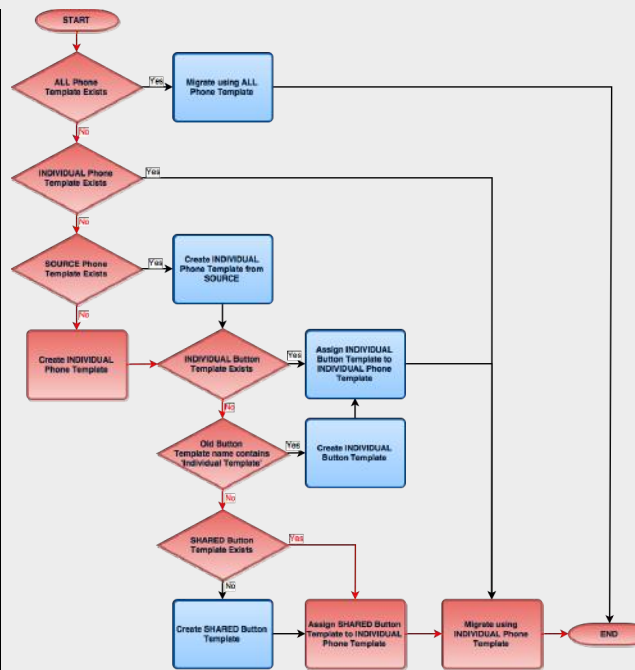 START
ALL Phone
Template Exists
Yes
Migrate using ALL
Phone Template
No
INDIVIDUAL Phone
Template Exists
Yes
No
SOURCE Phone
Template Exists
Yes
Create INDIVIDUAL
Phone Template from
SOURCE
No
Create INDIVIDUAL
Phone Template
INDIVIDUAL Button
Template Exists
Yes
Assign INDIVIDUAL
Button Template to
INDIVIDUAL Phone
Template
No
Old Button
Template name contains
'Individual Template'
Yes
Create INDIVIDUAL
Button Template
No
SHARED Button
Template Exists
Yes
No
Create SHARED Button
Template
Assign SHARED Button
Template to INDIVIDUAL
Phone Template
Migrate using
INDIVIDUAL Phone
Template
END